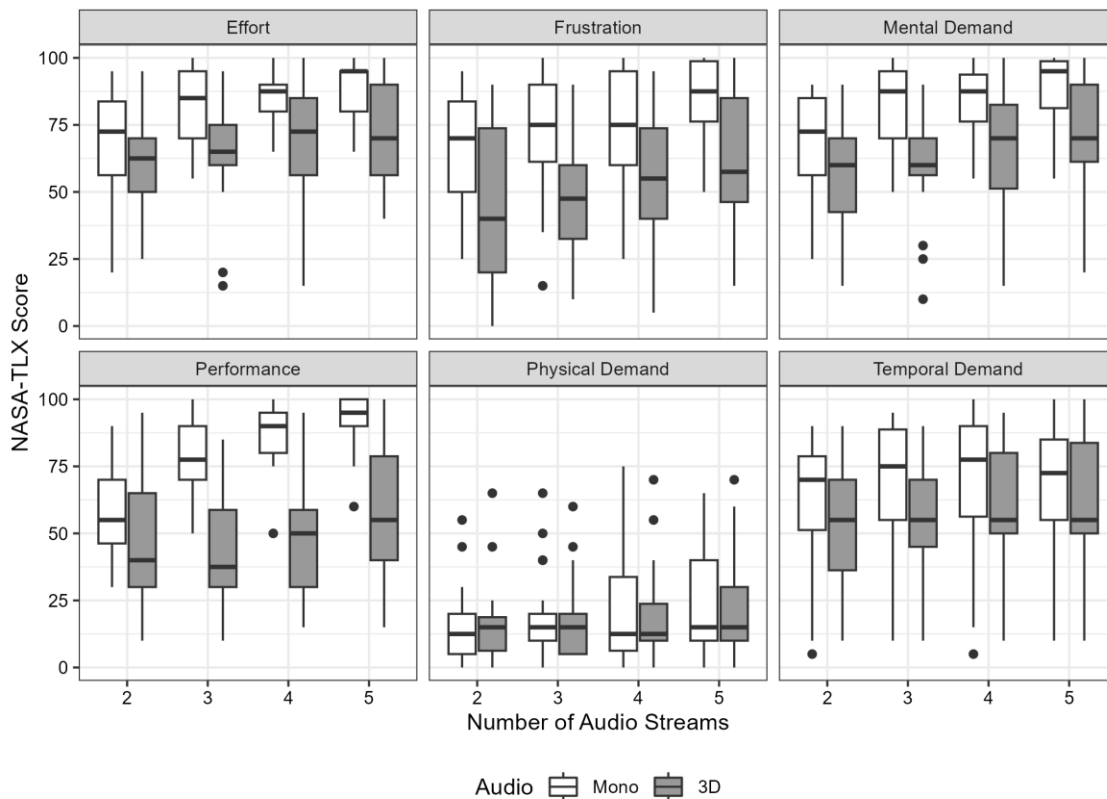 Effort Frustration Mental Demand
100
75
50
25
0
Performance Physical Demand Temporal Demand
100
75
50
25
0
2 3 4 5 2 3 4 5 2 3 4 5
NASA-TLX Score
Number of Audio Streams
Audio Mono 3D